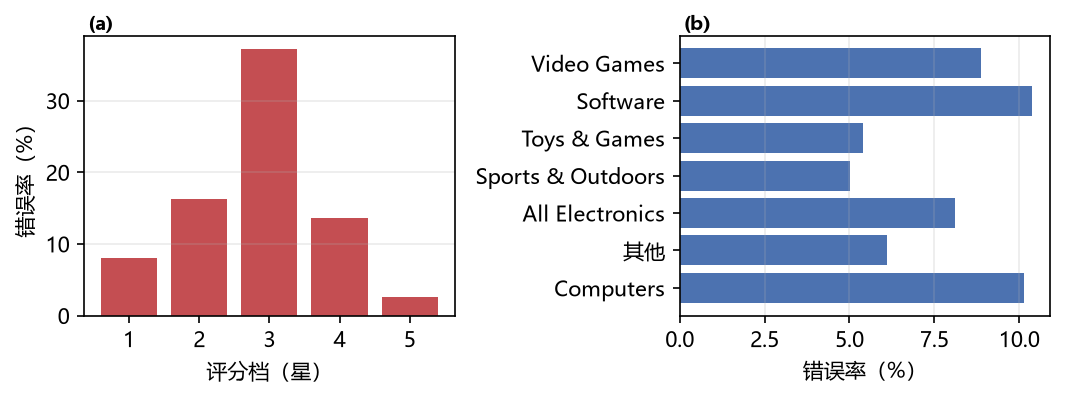 (a)
错误率（%）
30
20
10
0
1 2 3 4 5
评分档（星）
(b)
Video Games
Software
Toys & Games
Sports & Outdoors
All Electronics
其他
Computers
0.0 2.5 5.0 7.5 10.0
错误率（%）